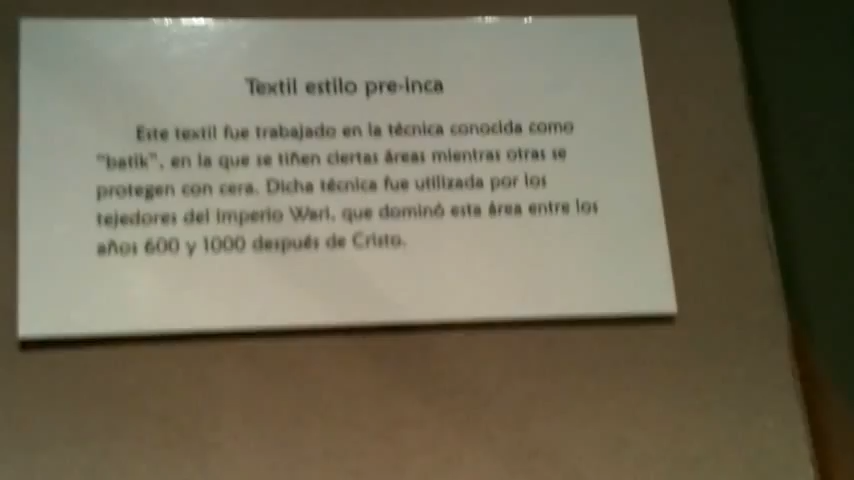 Textil estilo pre-inca
Este textil fue trabajado en la técnica conocida como
"batik", en la que se tiñen ciertas áreas mientras otras se
protegen con cera. Dicha técnica fue utilizada por los
tejedores del Imperio Wari, que dominó esta área entre los
años 600 y 1000 después de Cristo.